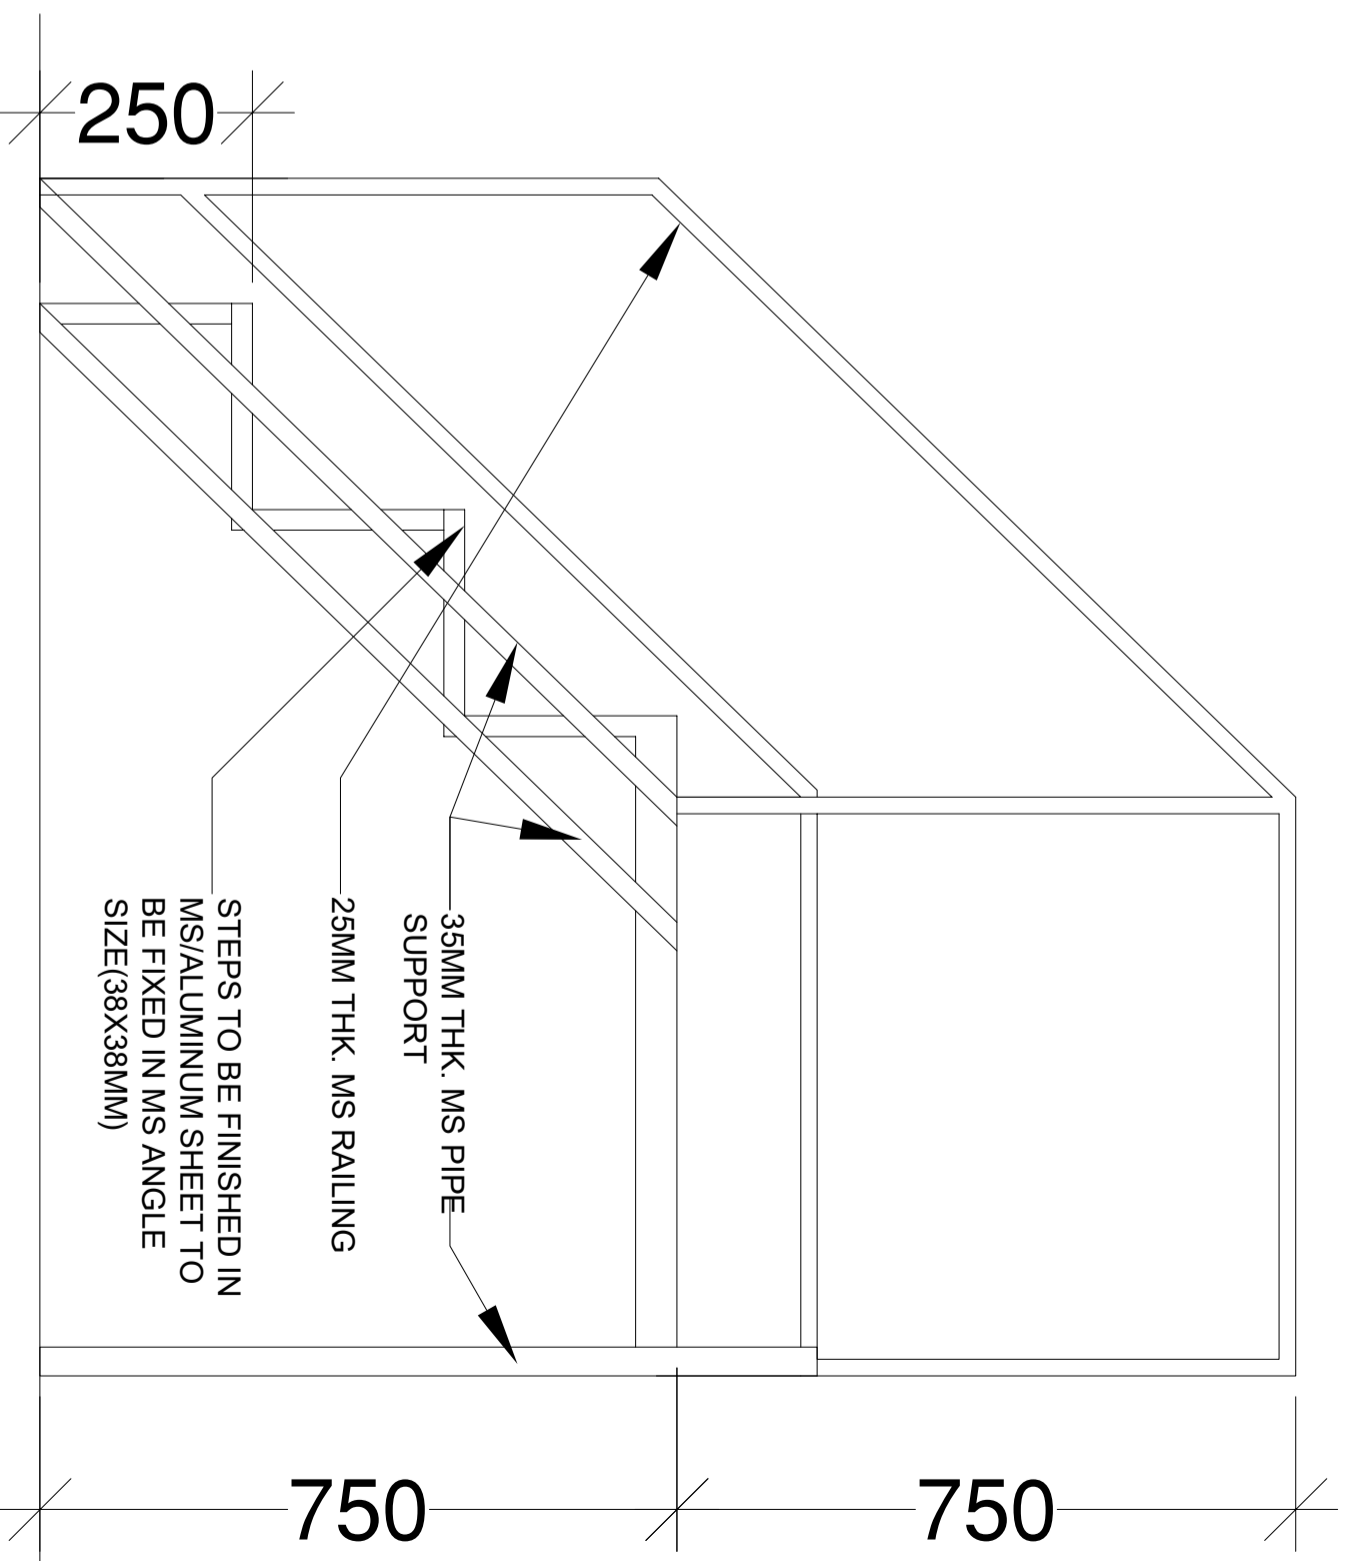 250
STEPS TO BE FINISHED IN
MS/ALUMINUM SHEET TO
BE FIXED IN MS ANGLE
SIZE(38X38MM)
25MM THK. MS RAILING
35MM THK. MS PIPE
SUPPORT
750
750